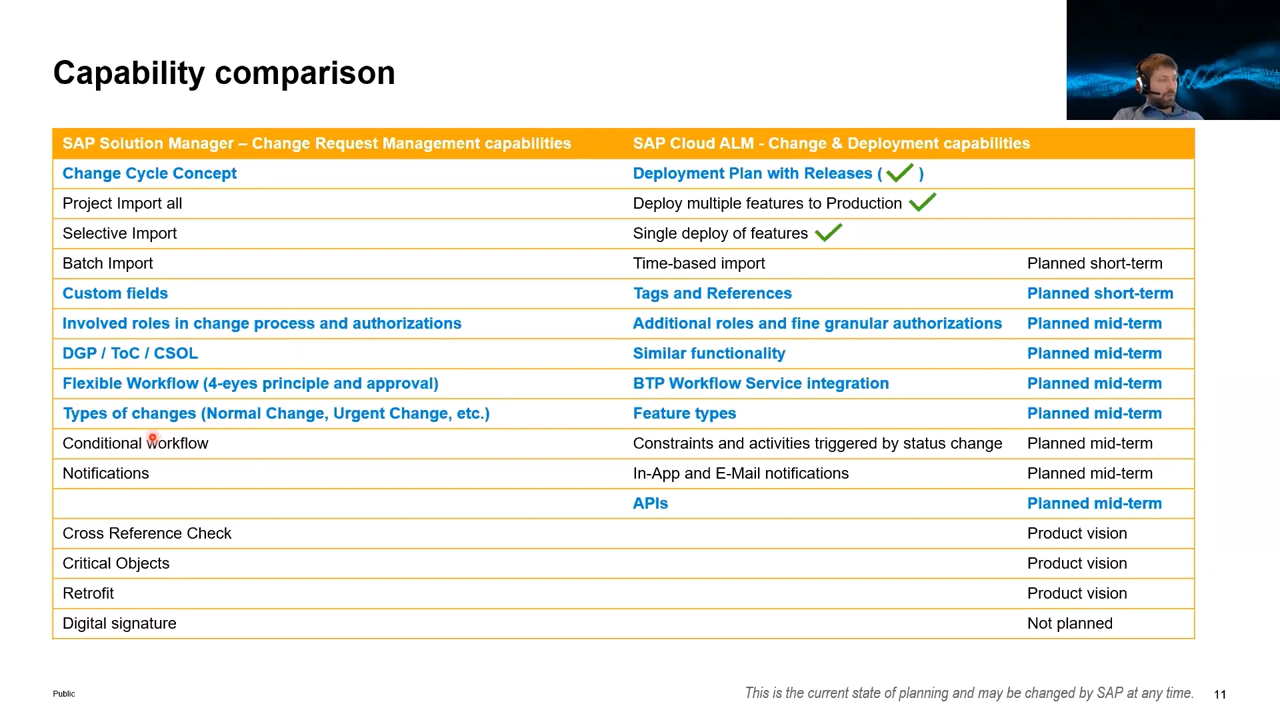 Capability comparison
SAP Solution Manager – Change Request Management capabilities SAP Cloud ALM - Change & Deployment capabilities
Change Cycle Concept Deployment Plan with Releases ( ✓ )
Project Import all Deploy multiple features to Production ✓
Selective Import Single deploy of features ✓
Batch Import Time-based import Planned short-term
Custom fields Tags and References Planned short-term
Involved roles in change process and authorizations Additional roles and fine granular authorizations Planned mid-term
DGP / ToC / CSOL Similar functionality Planned mid-term
Flexible Workflow (4-eyes principle and approval) BTP Workflow Service integration Planned mid-term
Types of changes (Normal Change, Urgent Change, etc.) Feature types Planned mid-term
Conditional workflow Constraints and activities triggered by status change Planned mid-term
Notifications In-App and E-Mail notifications Planned mid-term
APIs Planned mid-term
Cross Reference Check Product vision
Critical Objects Product vision
Retrofit Product vision
Digital signature Not planned
Public This is the current state of planning and may be changed by SAP at any time. 11